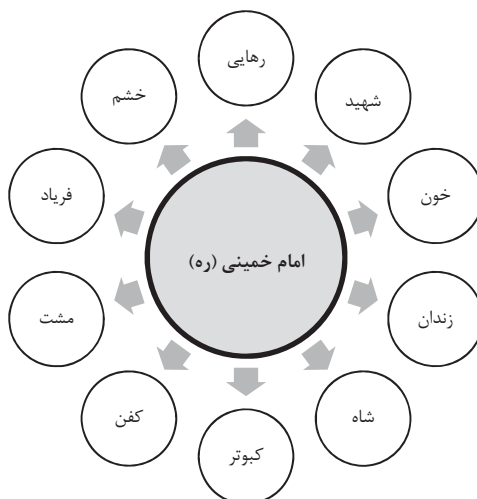 رهایی
شهید
خشم
خون
فریاد
امام خمینی (ره)
زندان
مشت
شاه
کفن
کبوتر